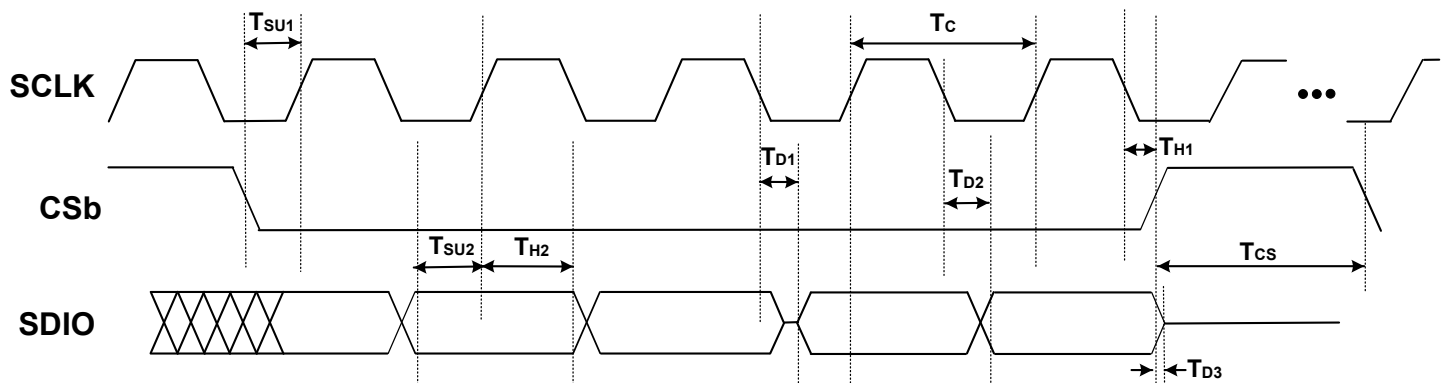 TSU1
TC
SCLK
•••
TD1
TH1
TD2
CSb
TSU2
TH2
TCS
SDIO
TD3